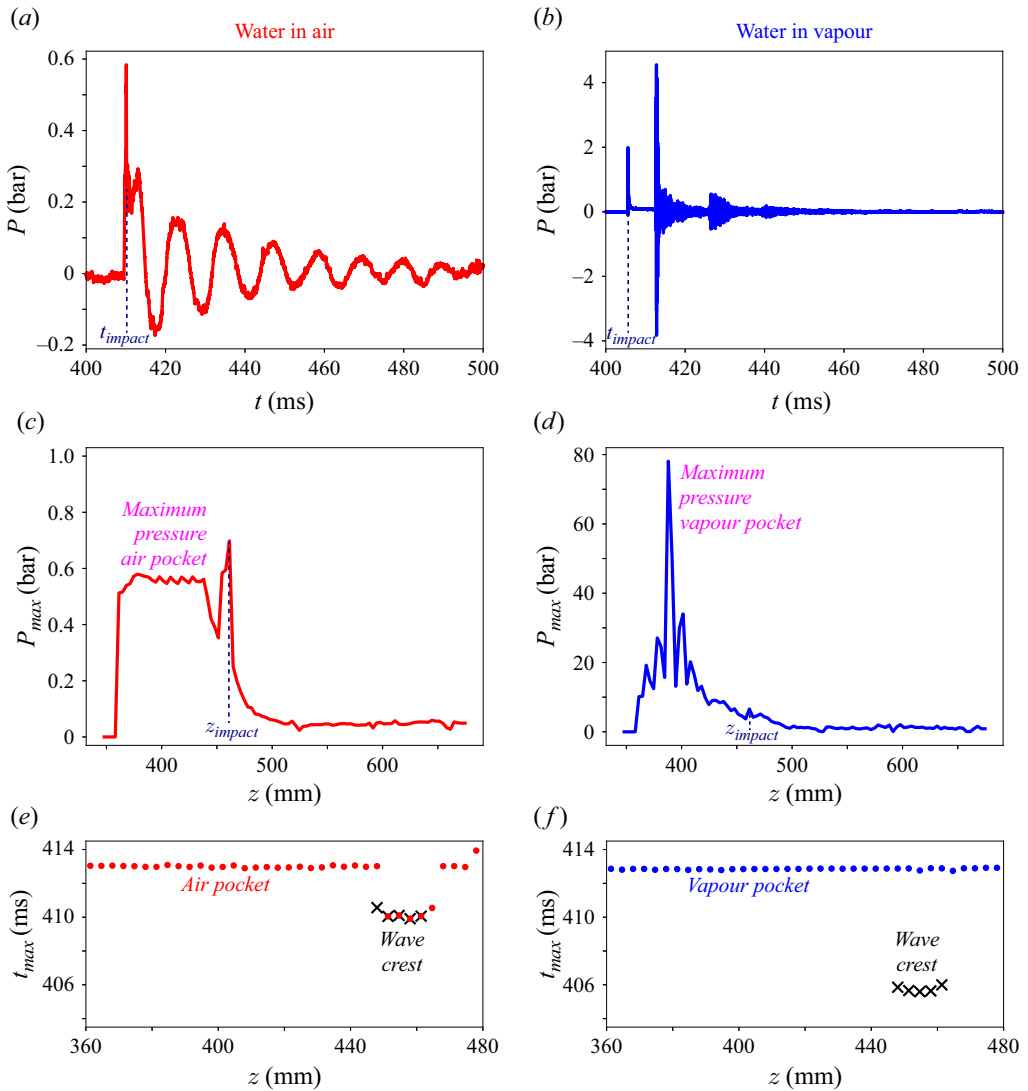 (a)
Water in air
0.6
0.4
0.2
0
–0.2
P (bar)
t_impact
400 420 440 460 480 500
t (ms)
(b)
Water in vapour
4
2
0
–2
–4
P (bar)
t_impact
400 420 440 460 480 500
t (ms)
(c)
1.0
0.8
0.6
0.4
0.2
0
P_max (bar)
Maximum
pressure
air pocket
z_impact
400 500 600
z (mm)
(d)
80
60
40
20
0
P_max (bar)
Maximum
pressure
vapour pocket
z_impact
400 500 600
z (mm)
(e)
414
410
406
t_max (ms)
Air pocket
Wave
crest
360 400 440 480
z (mm)
(f)
414
410
406
t_max (ms)
Vapour pocket
Wave
crest
360 400 440 480
z (mm)